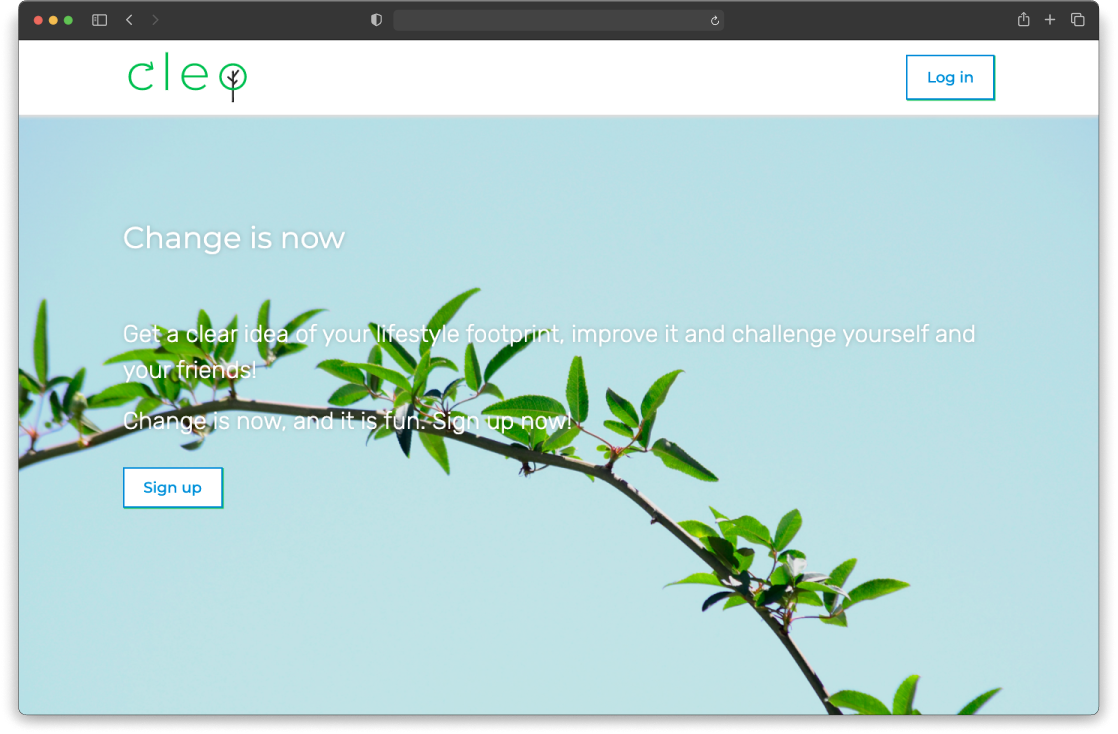 cleo
Log in
Change is now
Get a clear idea of your lifestyle footprint, improve it and challenge yourself and
your friends!
Change is now, and it is fun. Sign up now!
Sign up